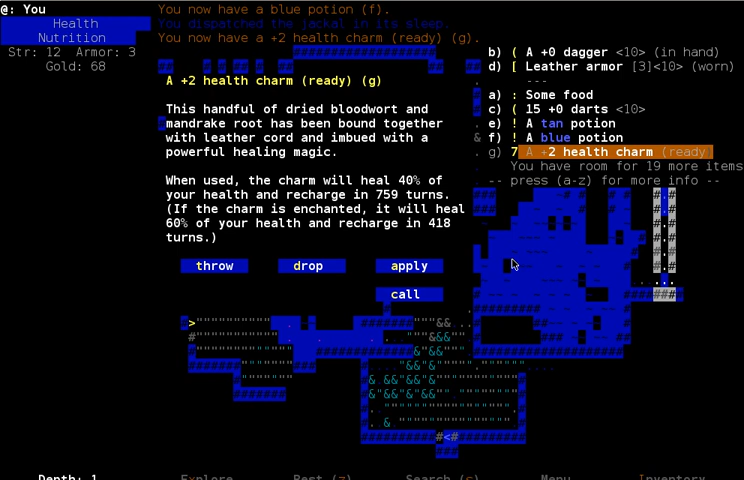 @: You
Health
Nutrition
Str: 12 Armor: 3
Gold: 68
You now have a blue potion (f).
You dispatched the jackal in its sleep.
You now have a +2 health charm (ready) (g).
A +2 health charm (ready) (g)
This handful of dried bloodwort and
mandrake root has been bound together
with leather cord and imbued with a
powerful healing magic.
When used, the charm will heal 40% of
your health and recharge in 759 turns.
(If the charm is enchanted, it will heal
60% of your health and recharge in 418
turns.)
throw drop apply
call
b) ( A +0 dagger <10> (in hand)
d) [ Leather armor [3]<10> (worn)
---
a) : Some food
c) ( 15 +0 darts <10>
e) ! A tan potion
f) ! A blue potion
g) 7 A +2 health charm (ready
You have room for 19 more items
-- press (a-z) for more info --
Depth: 1 Explore Rest (z) Search (s) Menu Inventory